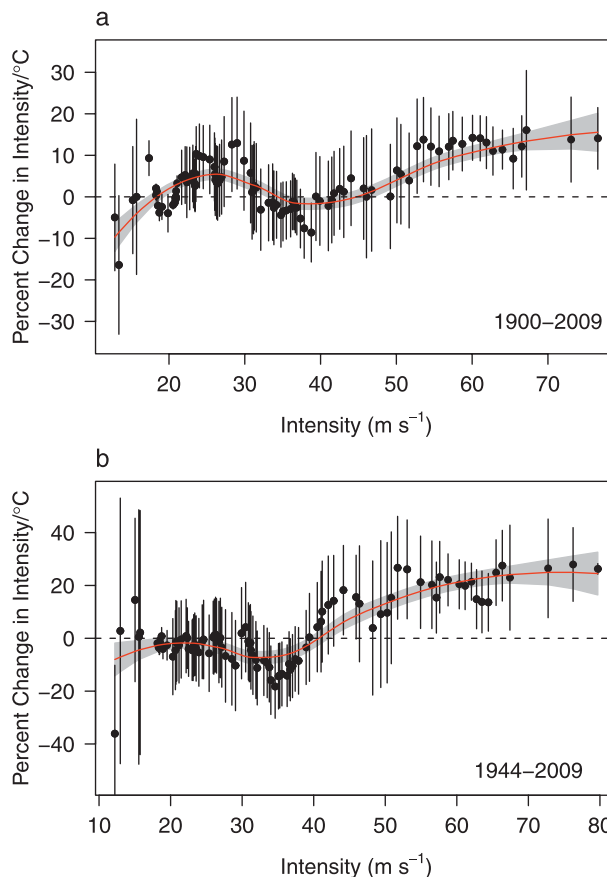 a
Percent Change in Intensity/°C
30
20
10
0
−10
−20
−30
1900−2009
20 30 40 50 60 70
Intensity (m s⁻¹)
b
Percent Change in Intensity/°C
40
20
0
−20
−40
1944−2009
10 20 30 40 50 60 70 80
Intensity (m s⁻¹)